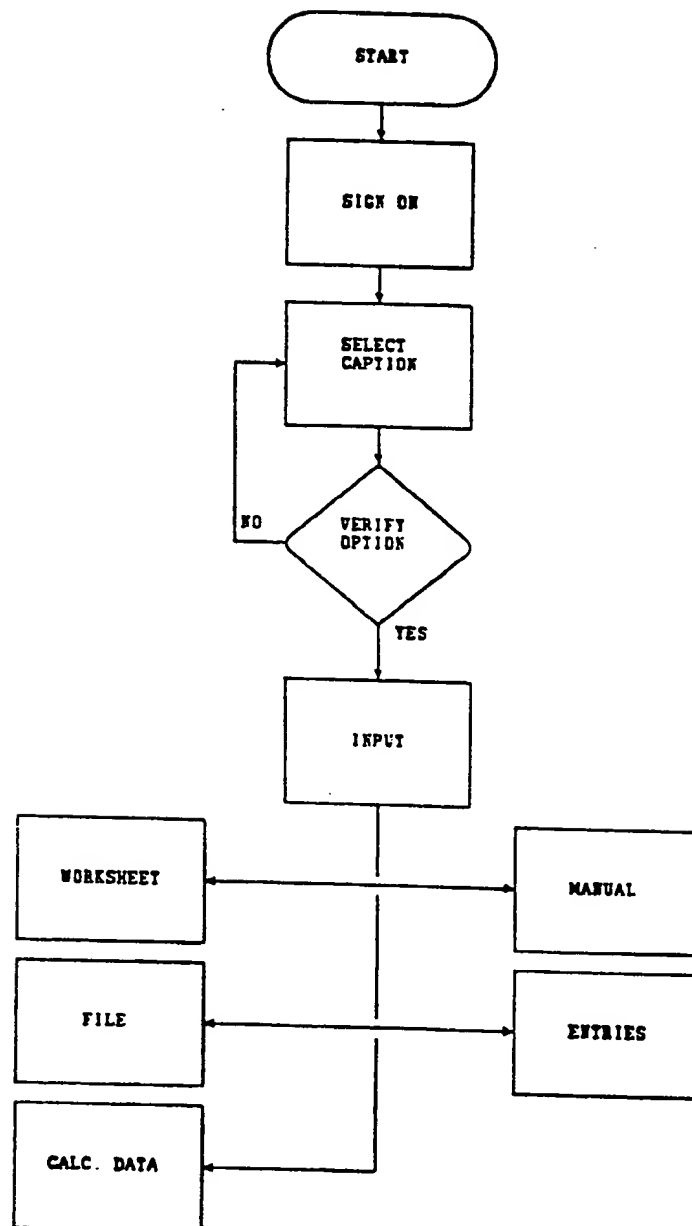 START
SIGN ON
SELECT
CAPTION
NO
VERIFY
OPTION
YES
INPUT
WORKSHEET
MANUAL
FILE
ENTRIES
CALC. DATA